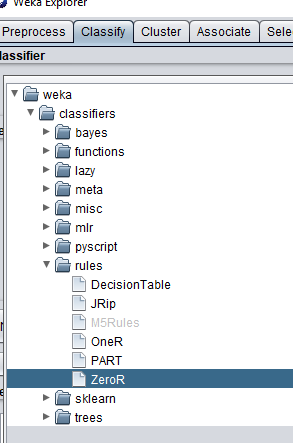 Weka Explorer
Preprocess Classify Cluster Associate
lassifier
weka
classifiers
bayes
functions
lazy
meta
misc
mlr
pyscript
rules
DecisionTable
JRip
M5Rules
OneR
PART
ZeroR
sklearn
trees